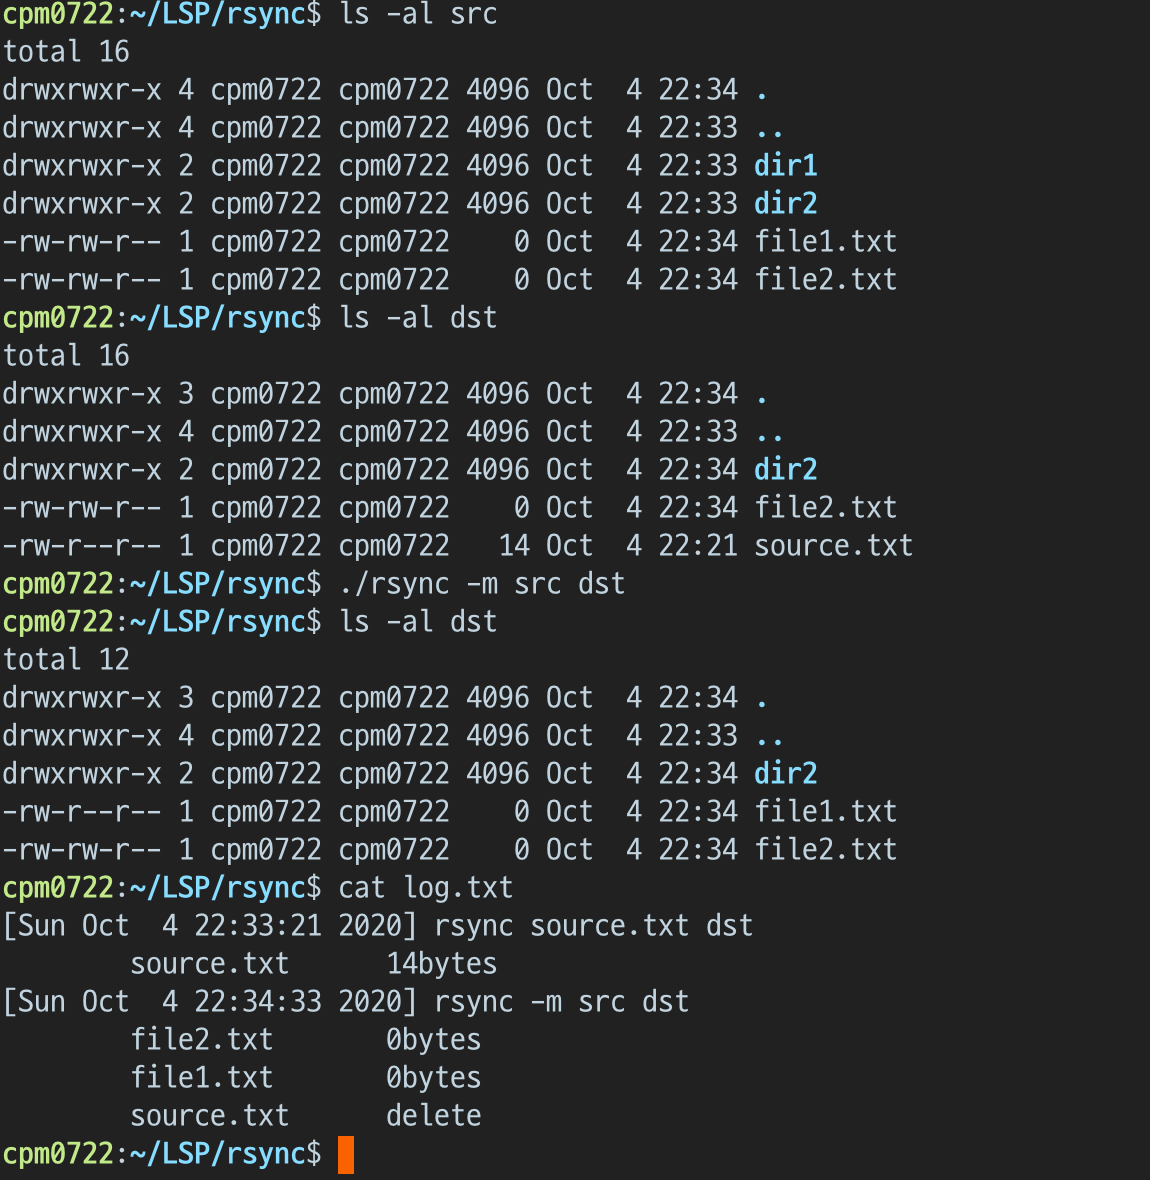 cpm0722:~/LSP/rsync$ ls -al src
total 16
drwxrwxr-x 4 cpm0722 cpm0722 4096 Oct  4 22:34 .
drwxrwxr-x 4 cpm0722 cpm0722 4096 Oct  4 22:33 ..
drwxrwxr-x 2 cpm0722 cpm0722 4096 Oct  4 22:33 dir1
drwxrwxr-x 2 cpm0722 cpm0722 4096 Oct  4 22:33 dir2
-rw-rw-r-- 1 cpm0722 cpm0722    0 Oct  4 22:34 file1.txt
-rw-rw-r-- 1 cpm0722 cpm0722    0 Oct  4 22:34 file2.txt
cpm0722:~/LSP/rsync$ ls -al dst
total 16
drwxrwxr-x 3 cpm0722 cpm0722 4096 Oct  4 22:34 .
drwxrwxr-x 4 cpm0722 cpm0722 4096 Oct  4 22:33 ..
drwxrwxr-x 2 cpm0722 cpm0722 4096 Oct  4 22:34 dir2
-rw-rw-r-- 1 cpm0722 cpm0722    0 Oct  4 22:34 file2.txt
-rw-r--r-- 1 cpm0722 cpm0722   14 Oct  4 22:21 source.txt
cpm0722:~/LSP/rsync$ ./rsync -m src dst
cpm0722:~/LSP/rsync$ ls -al dst
total 12
drwxrwxr-x 3 cpm0722 cpm0722 4096 Oct  4 22:34 .
drwxrwxr-x 4 cpm0722 cpm0722 4096 Oct  4 22:33 ..
drwxrwxr-x 2 cpm0722 cpm0722 4096 Oct  4 22:34 dir2
-rw-r--r-- 1 cpm0722 cpm0722    0 Oct  4 22:34 file1.txt
-rw-rw-r-- 1 cpm0722 cpm0722    0 Oct  4 22:34 file2.txt
cpm0722:~/LSP/rsync$ cat log.txt
[Sun Oct  4 22:33:21 2020] rsync source.txt dst
        source.txt      14bytes
[Sun Oct  4 22:34:33 2020] rsync -m src dst
        file2.txt       0bytes
        file1.txt       0bytes
        source.txt      delete
cpm0722:~/LSP/rsync$